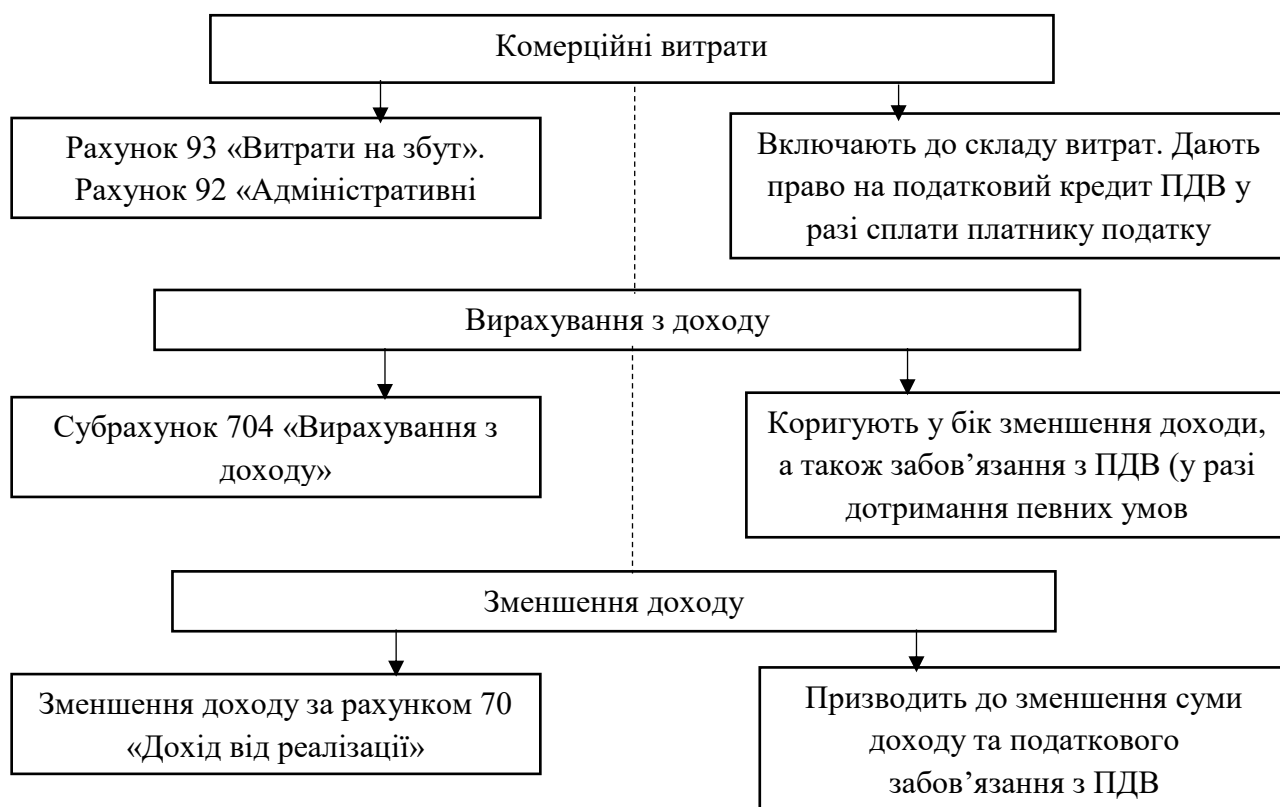 Комерційні витрати
Рахунок 93 «Витрати на збут».
Рахунок 92 «Адміністративні
Включають до складу витрат. Дають
право на податковий кредит ПДВ у
разі сплати платнику податку
Вирахування з доходу
Субрахунок 704 «Вирахування з
доходу»
Коригують у бік зменшення доходи,
а також забов’язання з ПДВ (у разі
дотримання певних умов
Зменшення доходу
Зменшення доходу за рахунком 70
«Дохід від реалізації»
Призводить до зменшення суми
доходу та податкового
забов’язання з ПДВ